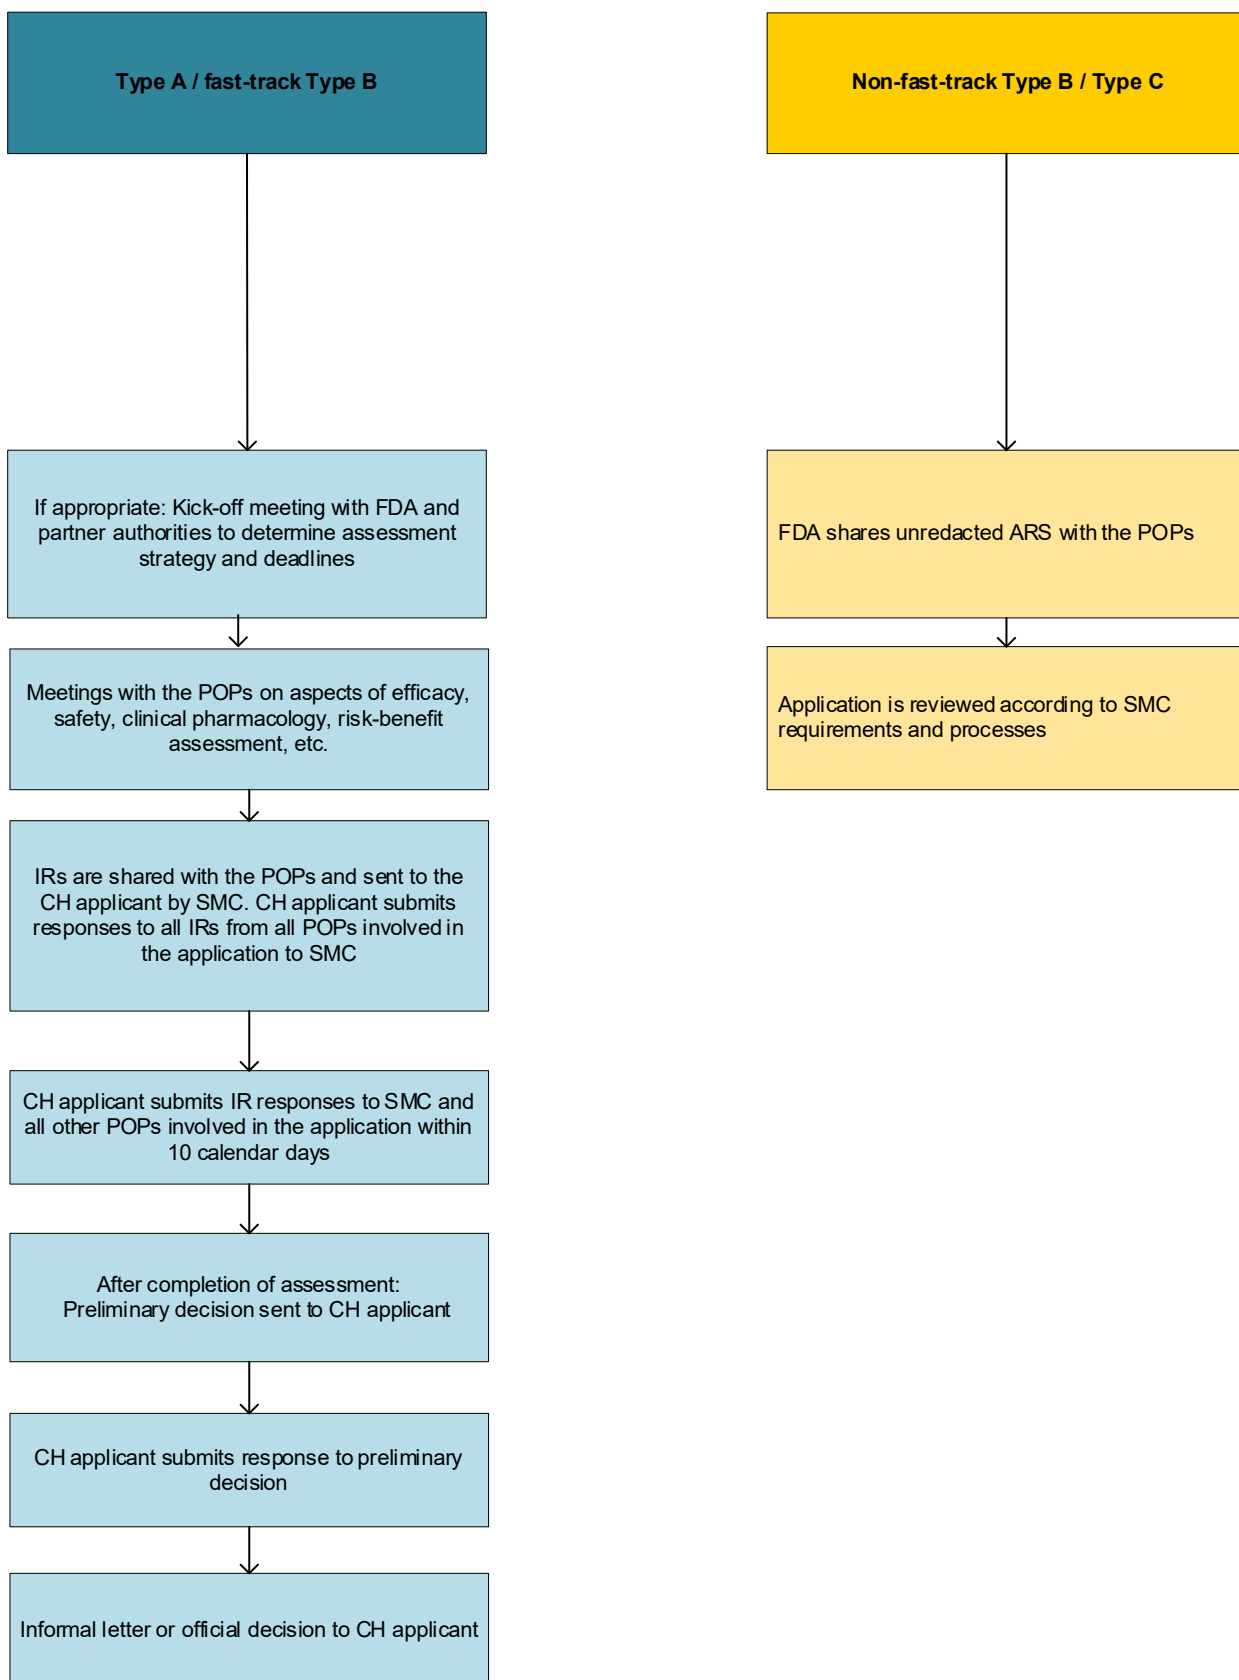 Type A / fast-track Type B
If appropriate: Kick-off meeting with FDA and
partner authorities to determine assessment
strategy and deadlines
Meetings with the POPs on aspects of efficacy,
safety, clinical pharmacology, risk-benefit
assessment, etc.
IRs are shared with the POPs and sent to the
CH applicant by SMC. CH applicant submits
responses to all IRs from all POPs involved in
the application to SMC
CH applicant submits IR responses to SMC and
all other POPs involved in the application within
10 calendar days
After completion of assessment:
Preliminary decision sent to CH applicant
CH applicant submits response to preliminary
decision
Informal letter or official decision to CH applicant
Non-fast-track Type B / Type C
FDA shares unredacted ARS with the POPs
Application is reviewed according to SMC
requirements and processes